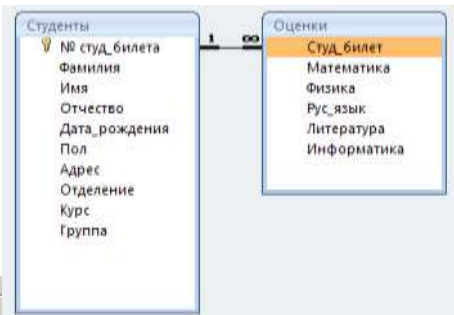 Студенты
№ студ_билета
Фамилия
Имя
Отчество
Дата_рождения
Пол
Адрес
Отделение
Курс
Группа
1 ∞
Оценки
Студ_билет
Математика
Физика
Рус_язык
Литература
Информатика